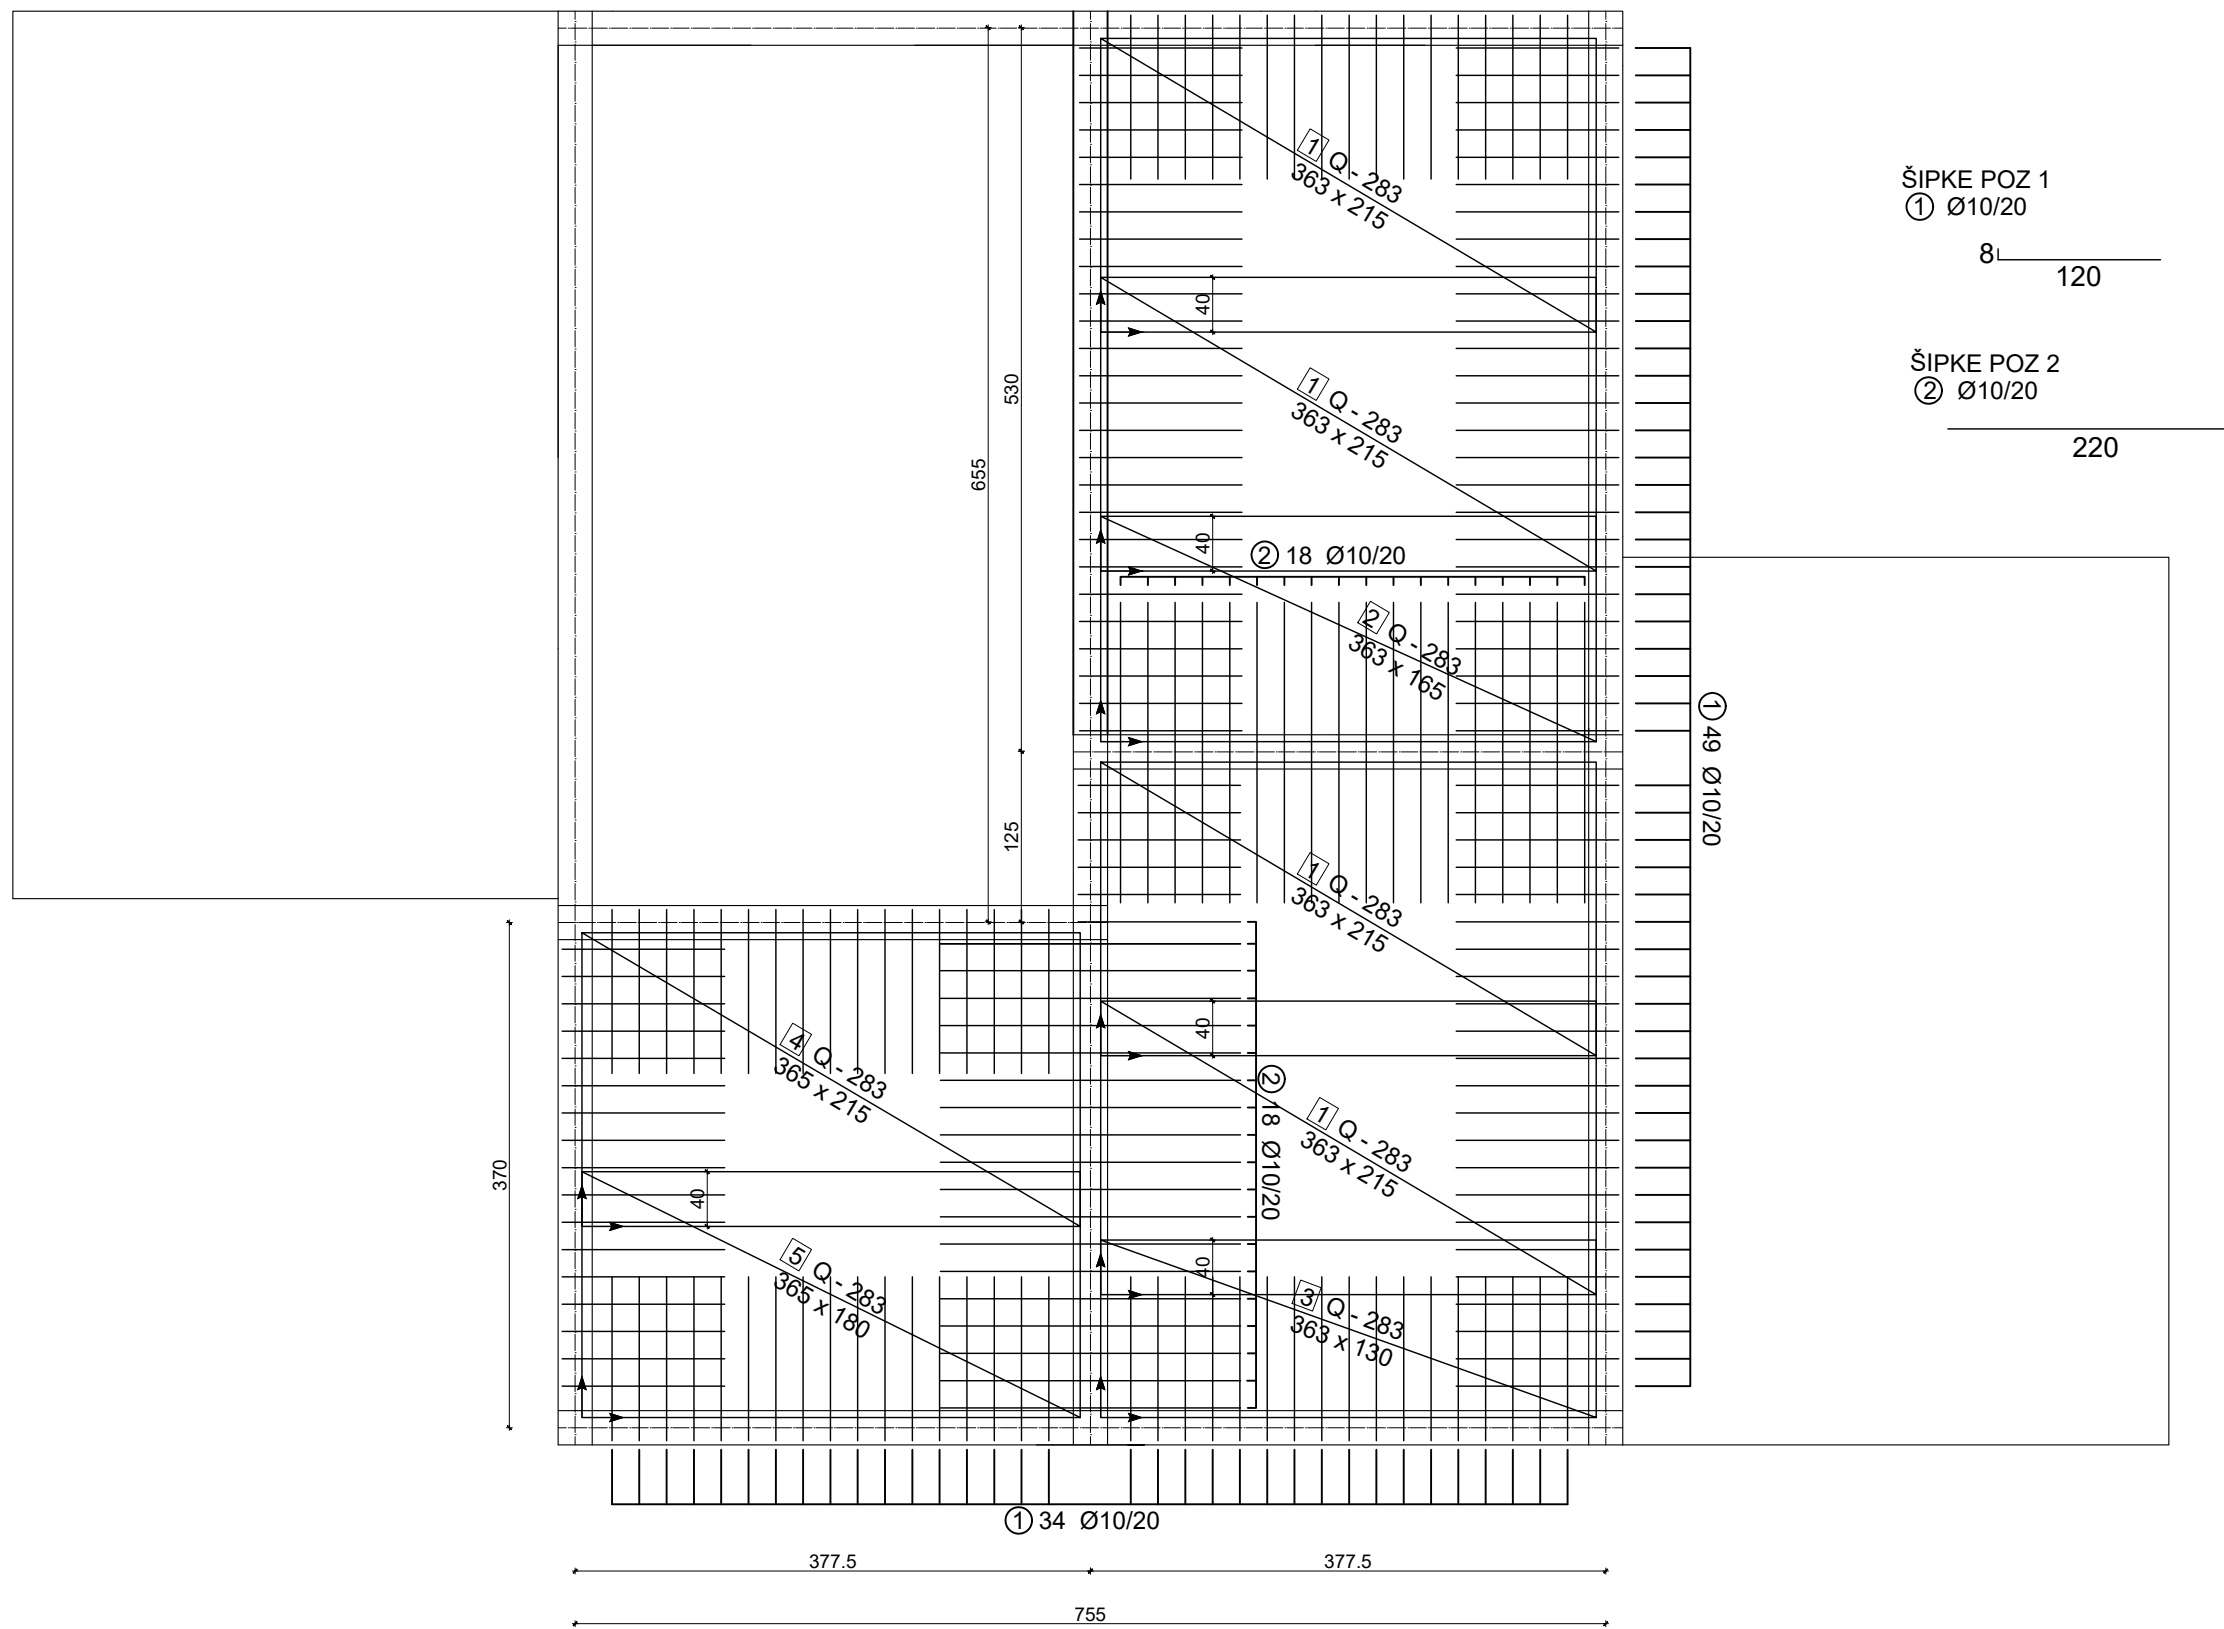 1 Q - 283
363 x 215
ŠIPKE POZ 1
1 Ø10/20
8
120
40
530
1 Q - 283
363 x 215
ŠIPKE POZ 2
2 Ø10/20
220
655
40
2 18 Ø10/20
2 Q - 283
363 x 165
1 49 Ø10/20
125
1 Q - 283
363 x 215
4 Q - 283
365 x 215
40
2 18 Ø10/20
1 Q - 283
363 x 215
370
40
5 Q - 283
365 x 180
40
3 Q - 283
363 x 130
1 34 Ø10/20
377.5
377.5
755